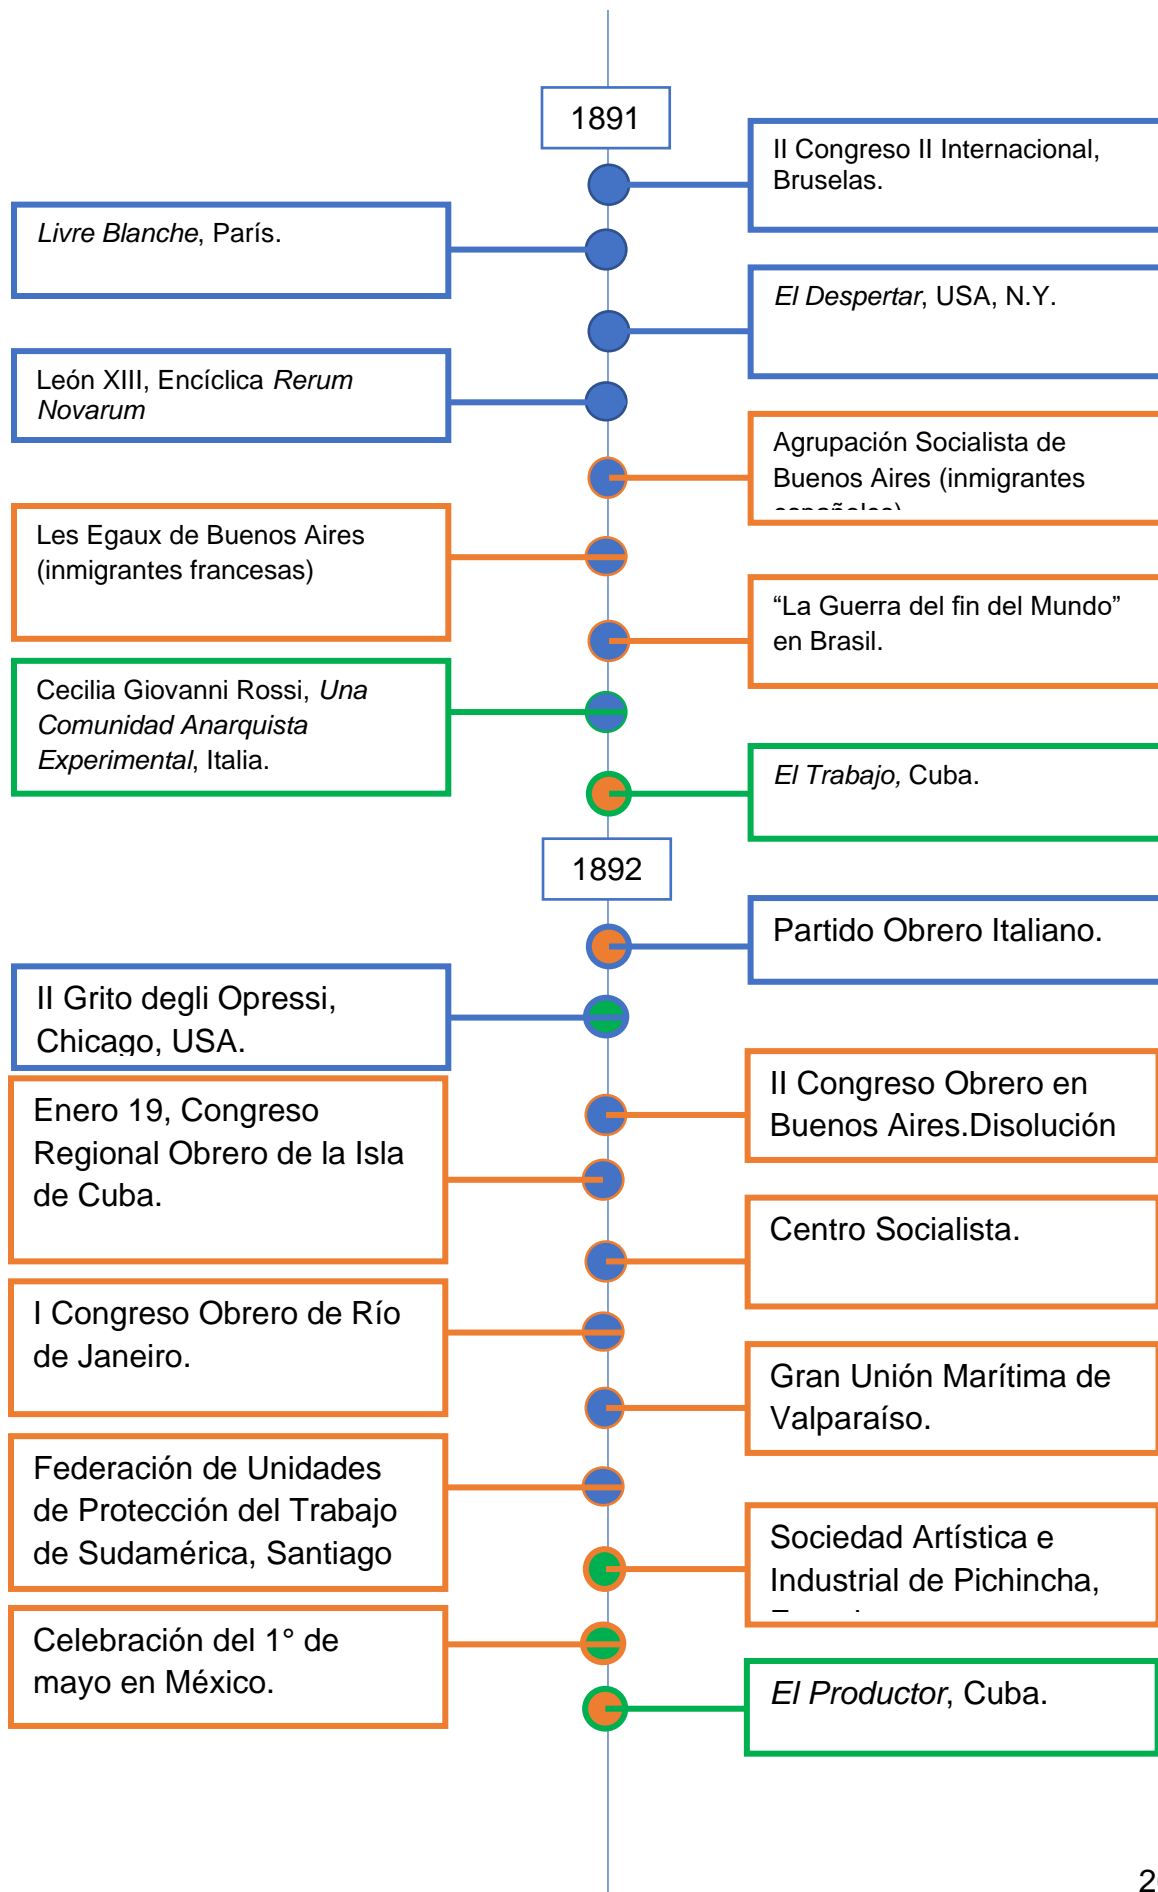 1891
II Congreso II Internacional,
Bruselas.
Livre Blanche, París.
El Despertar, USA, N.Y.
León XIII, Encíclica Rerum
Novarum
Agrupación Socialista de
Buenos Aires (inmigrantes
Les Egaux de Buenos Aires
(inmigrantes francesas)
“La Guerra del fin del Mundo”
en Brasil.
Cecilia Giovanni Rossi, Una
Comunidad Anarquista
Experimental, Italia.
El Trabajo, Cuba.
1892
Partido Obrero Italiano.
II Grito degli Opressi,
Chicago, USA.
II Congreso Obrero en
Buenos Aires.Disolución
Enero 19, Congreso
Regional Obrero de la Isla
de Cuba.
Centro Socialista.
I Congreso Obrero de Río
de Janeiro.
Gran Unión Marítima de
Valparaíso.
Federación de Unidades
de Protección del Trabajo
de Sudamérica, Santiago
Sociedad Artística e
Industrial de Pichincha,
Celebración del 1° de
mayo en México.
El Productor, Cuba.